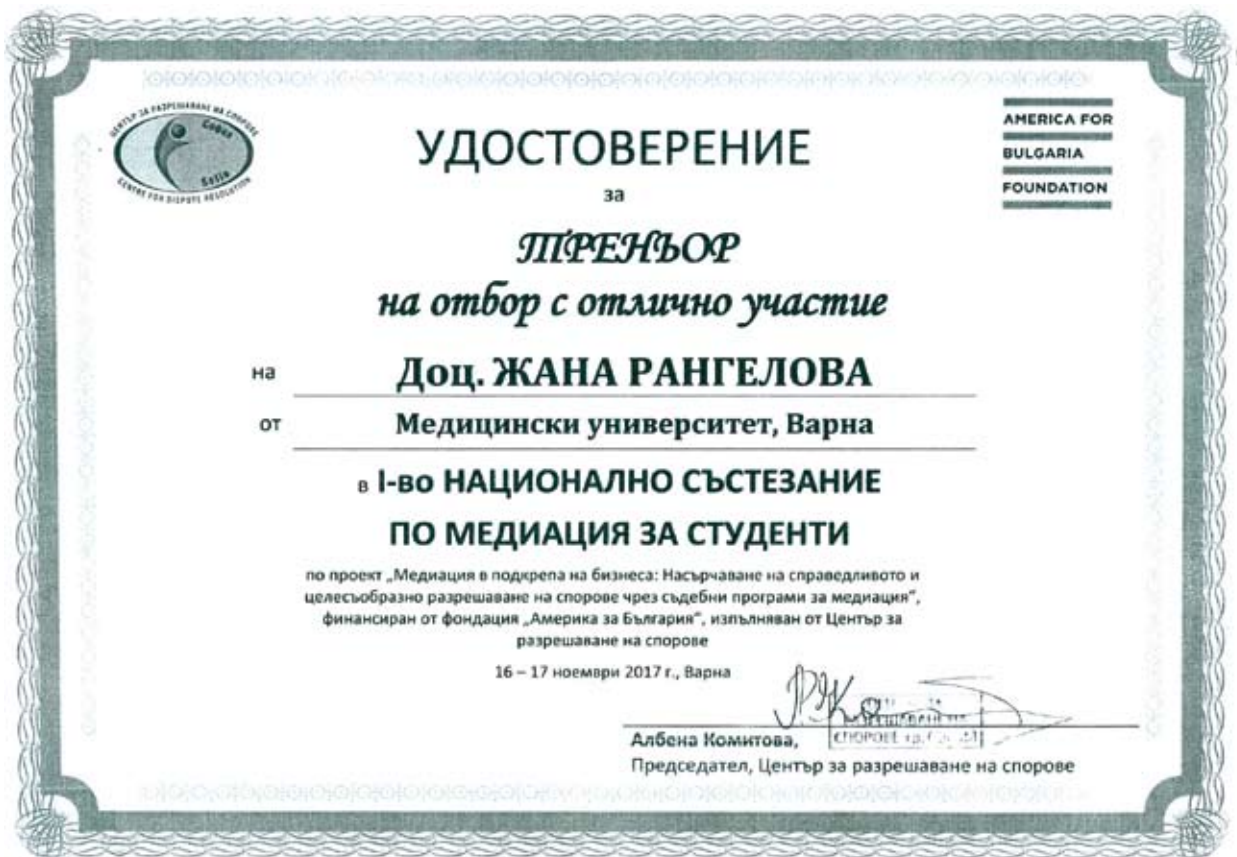 ЦЕНТЪР ЗА РАЗРЕШАВАНЕ НА СПОРОВЕ
София
Sofia
CENTRE FOR DISPUTE RESOLUTION
AMERICA FOR
BULGARIA
FOUNDATION
УДОСТОВЕРЕНИЕ
за
ТРЕНЬОР
на отбор с отлично участие
на Доц. ЖАНА РАНГЕЛОВА
от Медицински университет, Варна
в I-во НАЦИОНАЛНО СЪСТЕЗАНИЕ
ПО МЕДИАЦИЯ ЗА СТУДЕНТИ
по проект „Медиация в подкрепа на бизнеса: Насърчаване на справедливото и
целесъобразно разрешаване на спорове чрез съдебни програми за медиация“,
финансиран от фондация „Америка за България“, изпълняван от Център за
разрешаване на спорове
16 – 17 ноември 2017 г., Варна
СПОРОВЕ
Албена Комитова,
Председател, Център за разрешаване на спорове